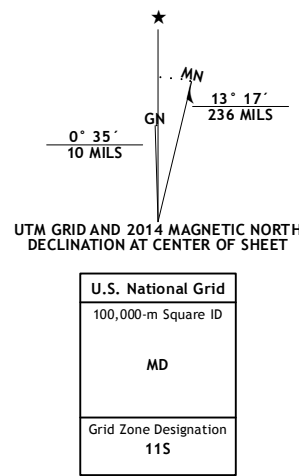 ★
MN
GN
13° 17´
236 MILS
0° 35´
10 MILS
UTM GRID AND 2014 MAGNETIC NORTH
DECLINATION AT CENTER OF SHEET
U.S. National Grid
100,000-m Square ID
MD
Grid Zone Designation
11S